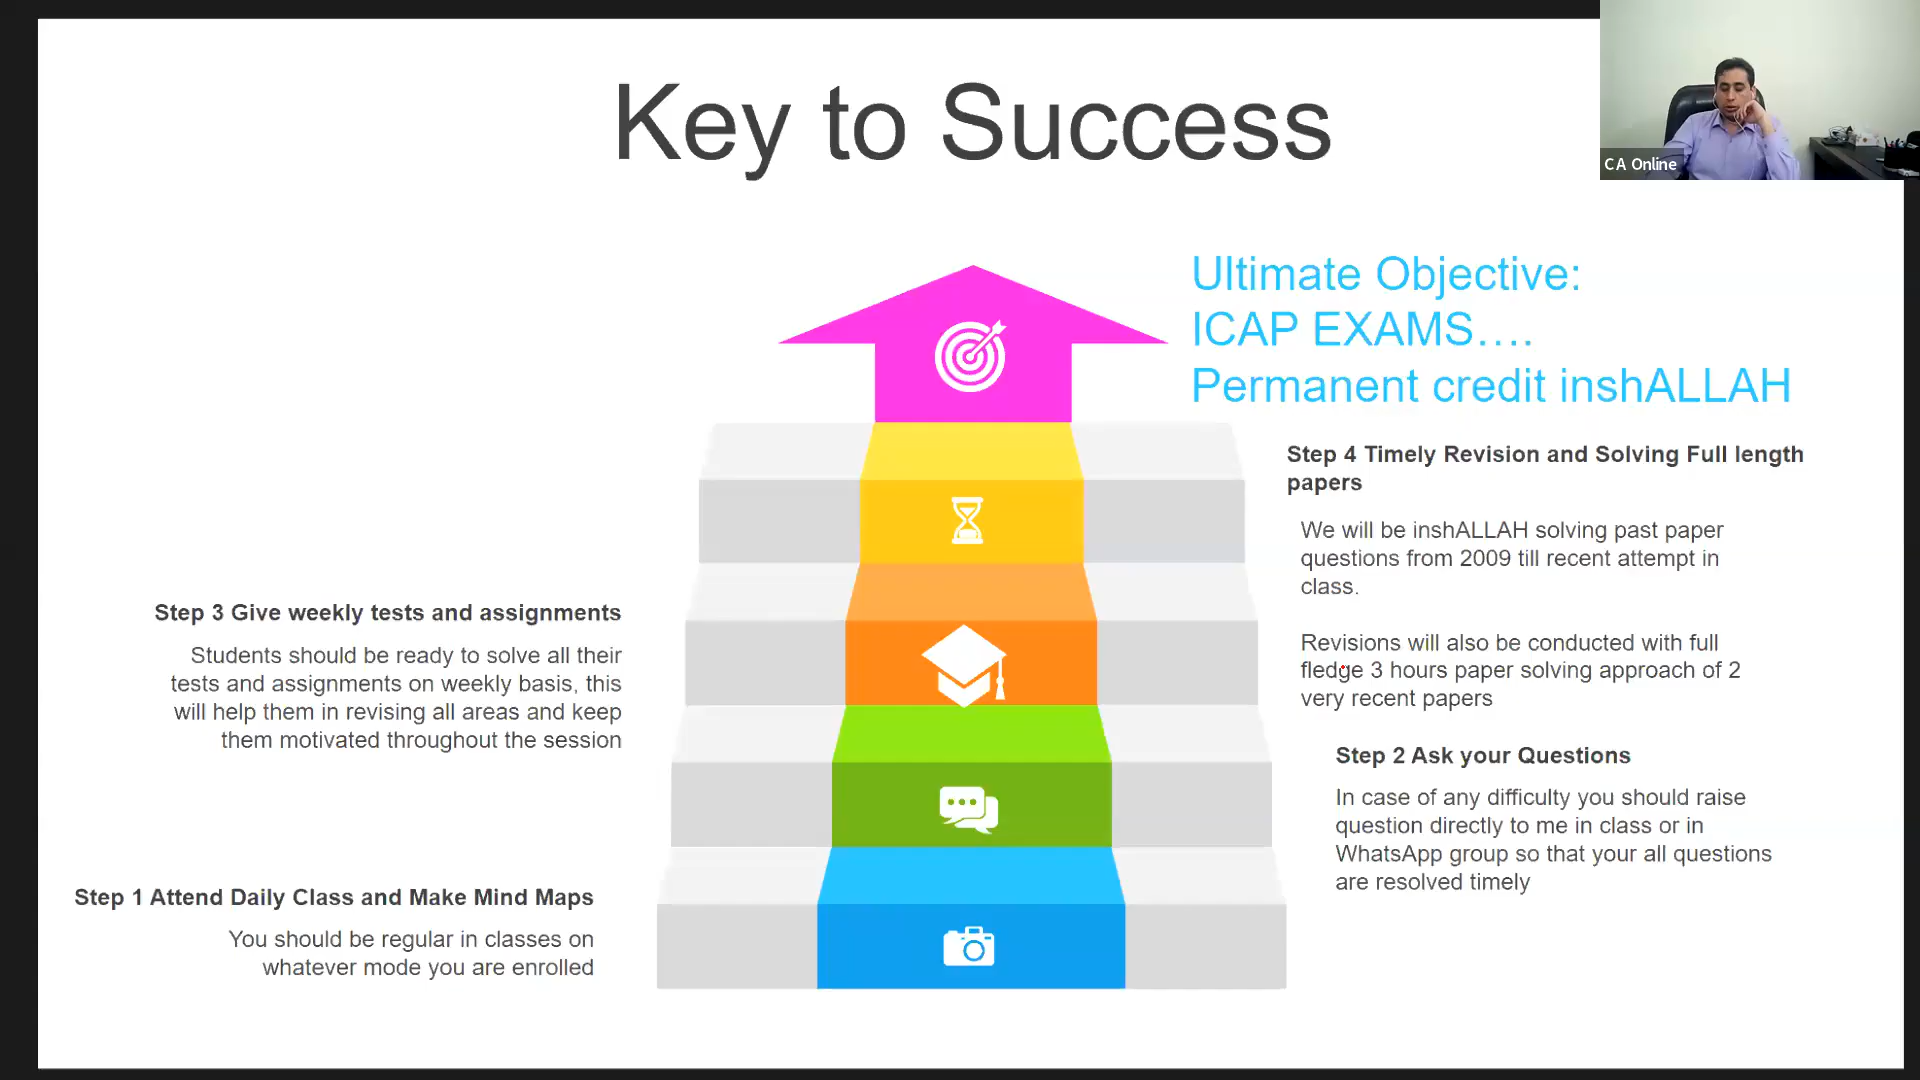 Key to Success
C A Online
Ultimate Objective:
ICAP EXAMS….
Permanent credit inshALLAH
Step 4 Timely Revision and Solving Full length
papers
We will be inshALLAH solving past paper
questions from 2009 till recent attempt in
class.
Revisions will also be conducted with full
fledge 3 hours paper solving approach of 2
very recent papers
Step 3 Give weekly tests and assignments
Students should be ready to solve all their
tests and assignments on weekly basis, this
will help them in revising all areas and keep
them motivated throughout the session
Step 2 Ask your Questions
In case of any difficulty you should raise
question directly to me in class or in
WhatsApp group so that your all questions
are resolved timely
Step 1 Attend Daily Class and Make Mind Maps
You should be regular in classes on
whatever mode you are enrolled